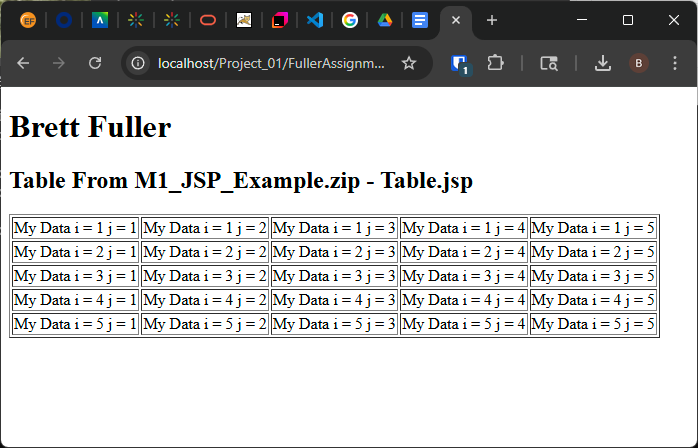 EF
localhost/Project_01/FullerAssignm...
1
B
Brett Fuller
Table From M1_JSP_Example.zip - Table.jsp
My Data i = 1 j = 1 My Data i = 1 j = 2 My Data i = 1 j = 3 My Data i = 1 j = 4 My Data i = 1 j = 5
My Data i = 2 j = 1 My Data i = 2 j = 2 My Data i = 2 j = 3 My Data i = 2 j = 4 My Data i = 2 j = 5
My Data i = 3 j = 1 My Data i = 3 j = 2 My Data i = 3 j = 3 My Data i = 3 j = 4 My Data i = 3 j = 5
My Data i = 4 j = 1 My Data i = 4 j = 2 My Data i = 4 j = 3 My Data i = 4 j = 4 My Data i = 4 j = 5
My Data i = 5 j = 1 My Data i = 5 j = 2 My Data i = 5 j = 3 My Data i = 5 j = 4 My Data i = 5 j = 5